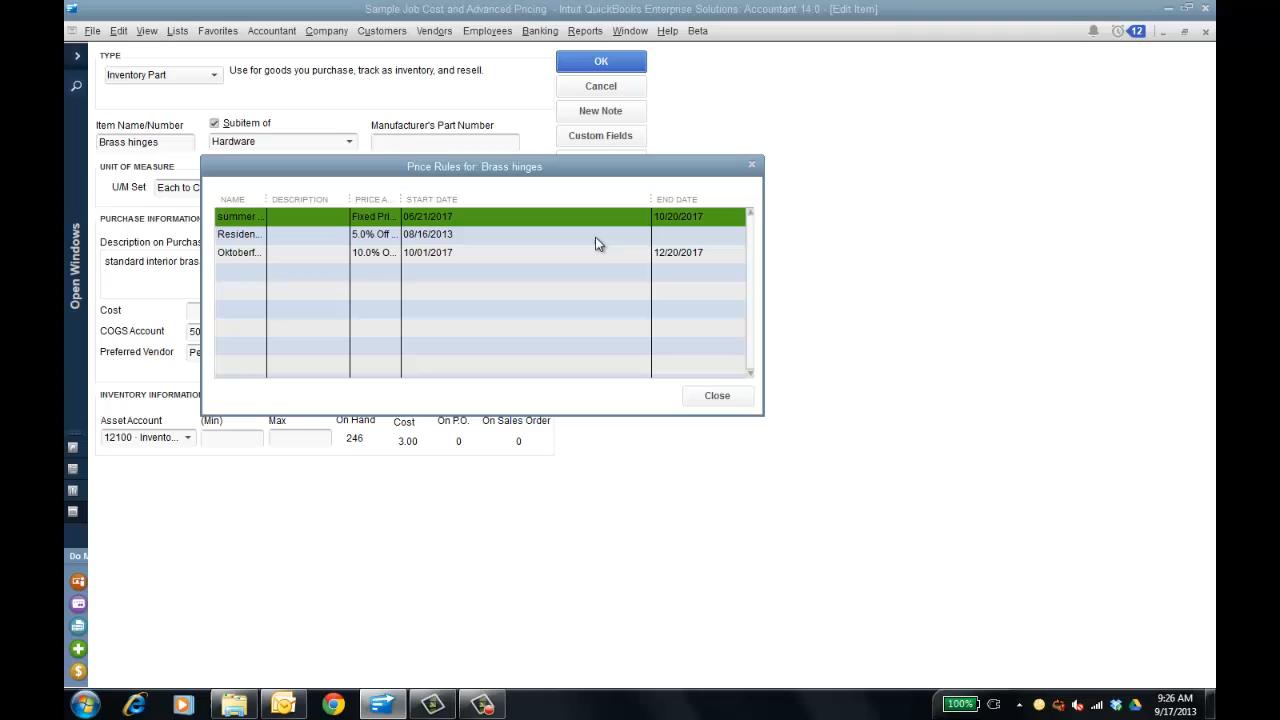 Sample Job Cost and Advanced Pricing - Intuit QuickBooks Enterprise Solutions: Accountant 14.0 - [Edit Item]
File Edit View Lists Favorites Accountant Company Customers Vendors Employees Banking Reports Window Help Beta 12
TYPE
Inventory Part Use for goods you purchase, track as inventory, and resell.
OK
Cancel
New Note
Custom Fields
Item Name/Number Subitem of Manufacturer's Part Number
Brass hinges Hardware
UNIT OF MEASURE
U/M Set Each to C
PURCHASE INFORMATION
Description on Purchas
standard interior bras
Cost
COGS Account 50
Preferred Vendor Pe
Price Rules for: Brass hinges
NAME DESCRIPTION PRICE A... START DATE END DATE
summer ... Fixed Pri... 06/21/2017 10/20/2017
Residen... 5.0% Off ... 08/16/2013
Oktoberf... 10.0% O... 10/01/2017 12/20/2017
Close
INVENTORY INFORMATIO
Asset Account (Min) Max On Hand Cost On P.O. On Sales Order
12100 · Invento... 246 3.00 0 0
Open Windows
Do M
100%
9:26 AM
9/17/2013